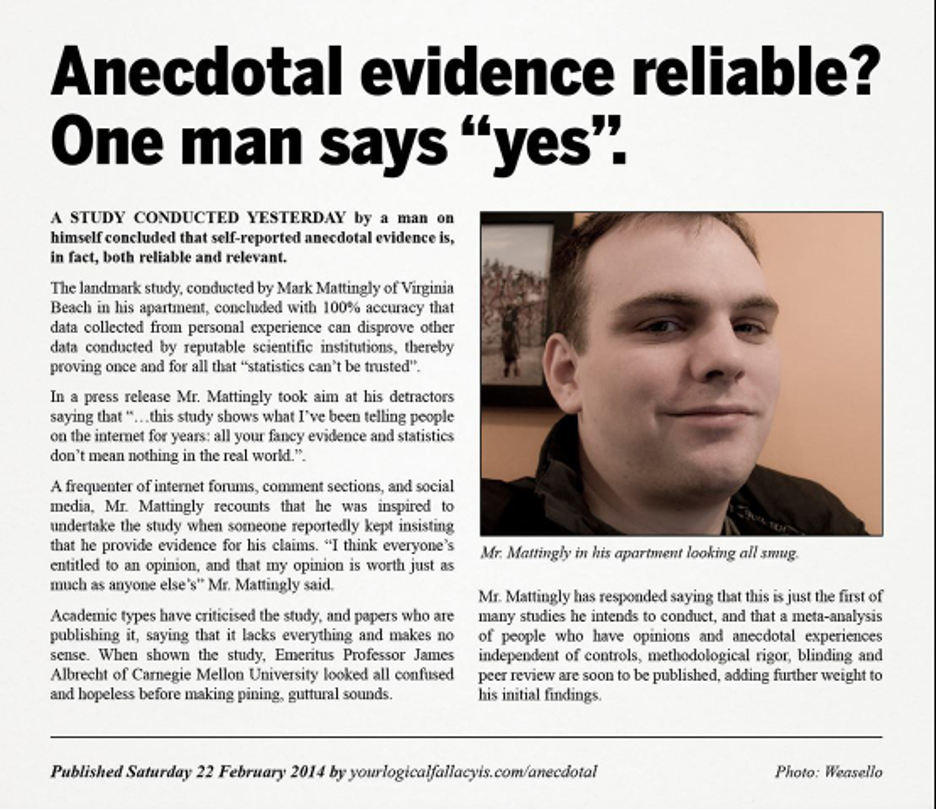 Anecdotal evidence reliable?
One man says “yes”.
A STUDY CONDUCTED YESTERDAY by a man on
himself concluded that self-reported anecdotal evidence is,
in fact, both reliable and relevant.
The landmark study, conducted by Mark Mattingly of Virginia
Beach in his apartment, concluded with 100% accuracy that
data collected from personal experience can disprove other
data conducted by reputable scientific institutions, thereby
proving once and for all that “statistics can’t be trusted”.
In a press release Mr. Mattingly took aim at his detractors
saying that “…this study shows what I’ve been telling people
on the internet for years: all your fancy evidence and statistics
don’t mean nothing in the real world.”.
A frequenter of internet forums, comment sections, and social
media, Mr. Mattingly recounts that he was inspired to
undertake the study when someone reportedly kept insisting
that he provide evidence for his claims. “I think everyone’s
entitled to an opinion, and that my opinion is worth just as
much as anyone else’s” Mr. Mattingly said.
Academic types have criticised the study, and papers who are
publishing it, saying that it lacks everything and makes no
sense. When shown the study, Emeritus Professor James
Albrecht of Carnegie Mellon University looked all confused
and hopeless before making pining, guttural sounds.
Mr. Mattingly in his apartment looking all smug.
Mr. Mattingly has responded saying that this is just the first of
many studies he intends to conduct, and that a meta-analysis
of people who have opinions and anecdotal experiences
independent of controls, methodological rigor, blinding and
peer review are soon to be published, adding further weight to
his initial findings.
Published Saturday 22 February 2014 by yourlogicalfallacyis.com/anecdotal
Photo: Weasello